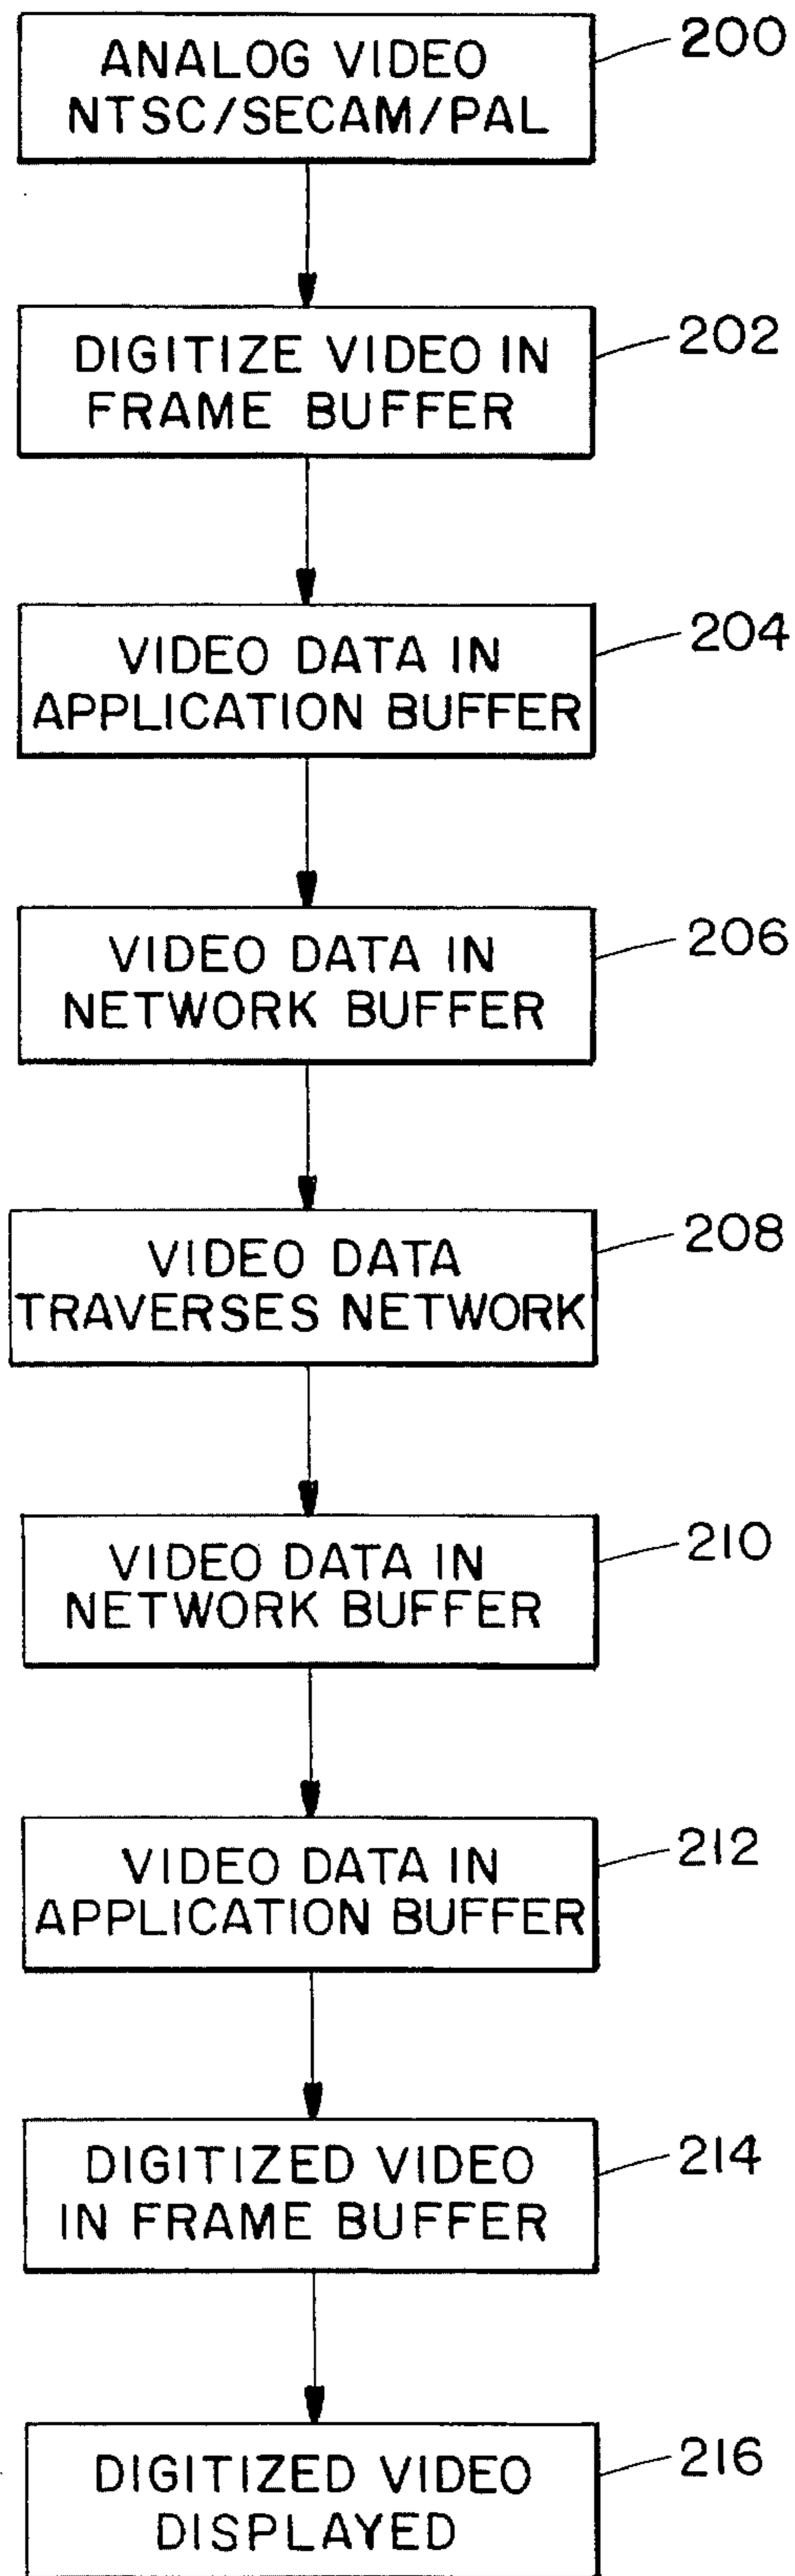 ANALOG VIDEO
NTSC/SECAM/PAL
200
DIGITIZE VIDEO IN
FRAME BUFFER
202
VIDEO DATA IN
APPLICATION BUFFER
204
VIDEO DATA IN
NETWORK BUFFER
206
VIDEO DATA
TRAVERSES NETWORK
208
VIDEO DATA IN
NETWORK BUFFER
210
VIDEO DATA IN
APPLICATION BUFFER
212
DIGITIZED VIDEO
IN FRAME BUFFER
214
DIGITIZED VIDEO
DISPLAYED
216